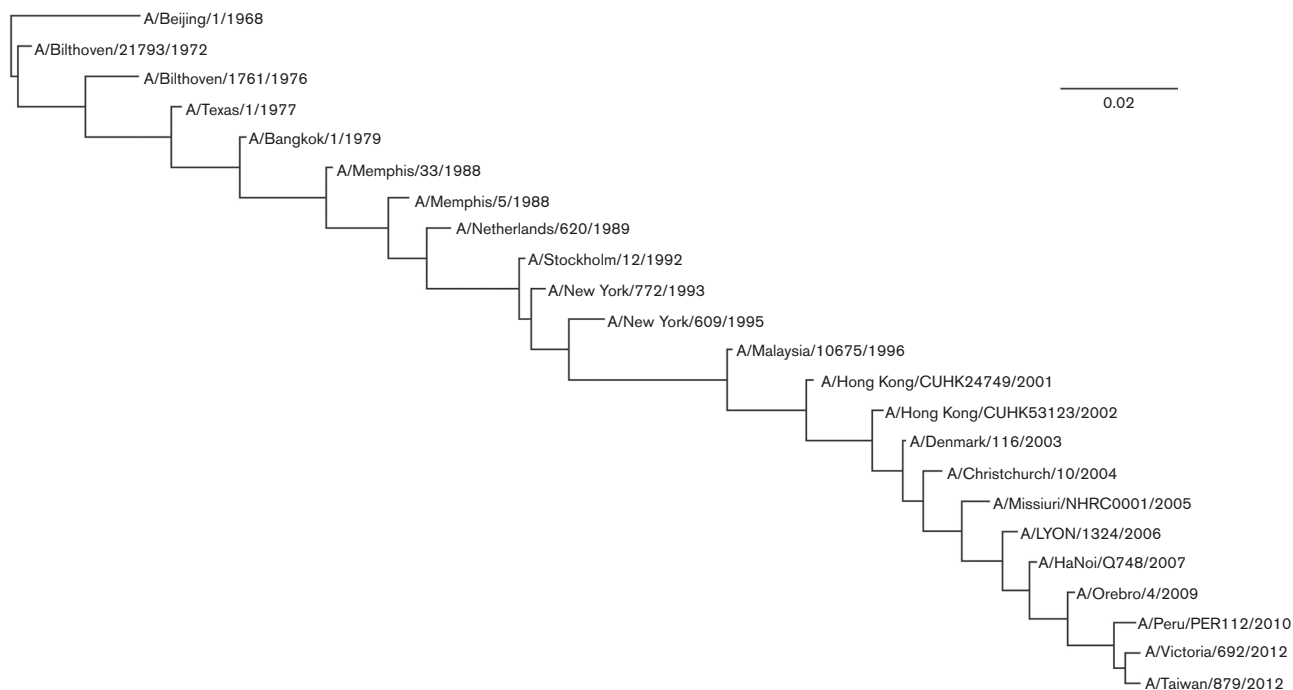 A/Beijing/1/1968
A/Bilthoven/21793/1972
A/Bilthoven/1761/1976
0.02
A/Texas/1/1977
A/Bangkok/1/1979
A/Memphis/33/1988
A/Memphis/5/1988
A/Netherlands/620/1989
A/Stockholm/12/1992
A/New York/772/1993
A/New York/609/1995
A/Malaysia/10675/1996
A/Hong Kong/CUHK24749/2001
A/Hong Kong/CUHK53123/2002
A/Denmark/116/2003
A/Christchurch/10/2004
A/Missiuri/NHRC0001/2005
A/LYON/1324/2006
A/HaNoi/Q748/2007
A/Orebro/4/2009
A/Peru/PER112/2010
A/Victoria/692/2012
A/Taiwan/879/2012